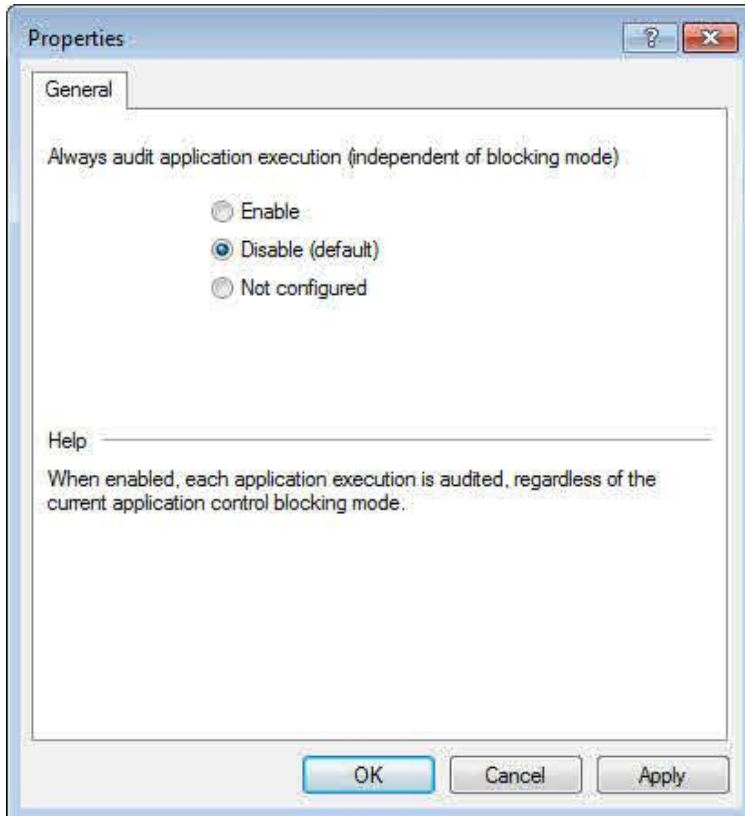 Properties
?
General
Always audit application execution (independent of blocking mode)
Enable
Disable (default)
Not configured
Help
When enabled, each application execution is audited, regardless of the
current application control blocking mode.
OK Cancel Apply